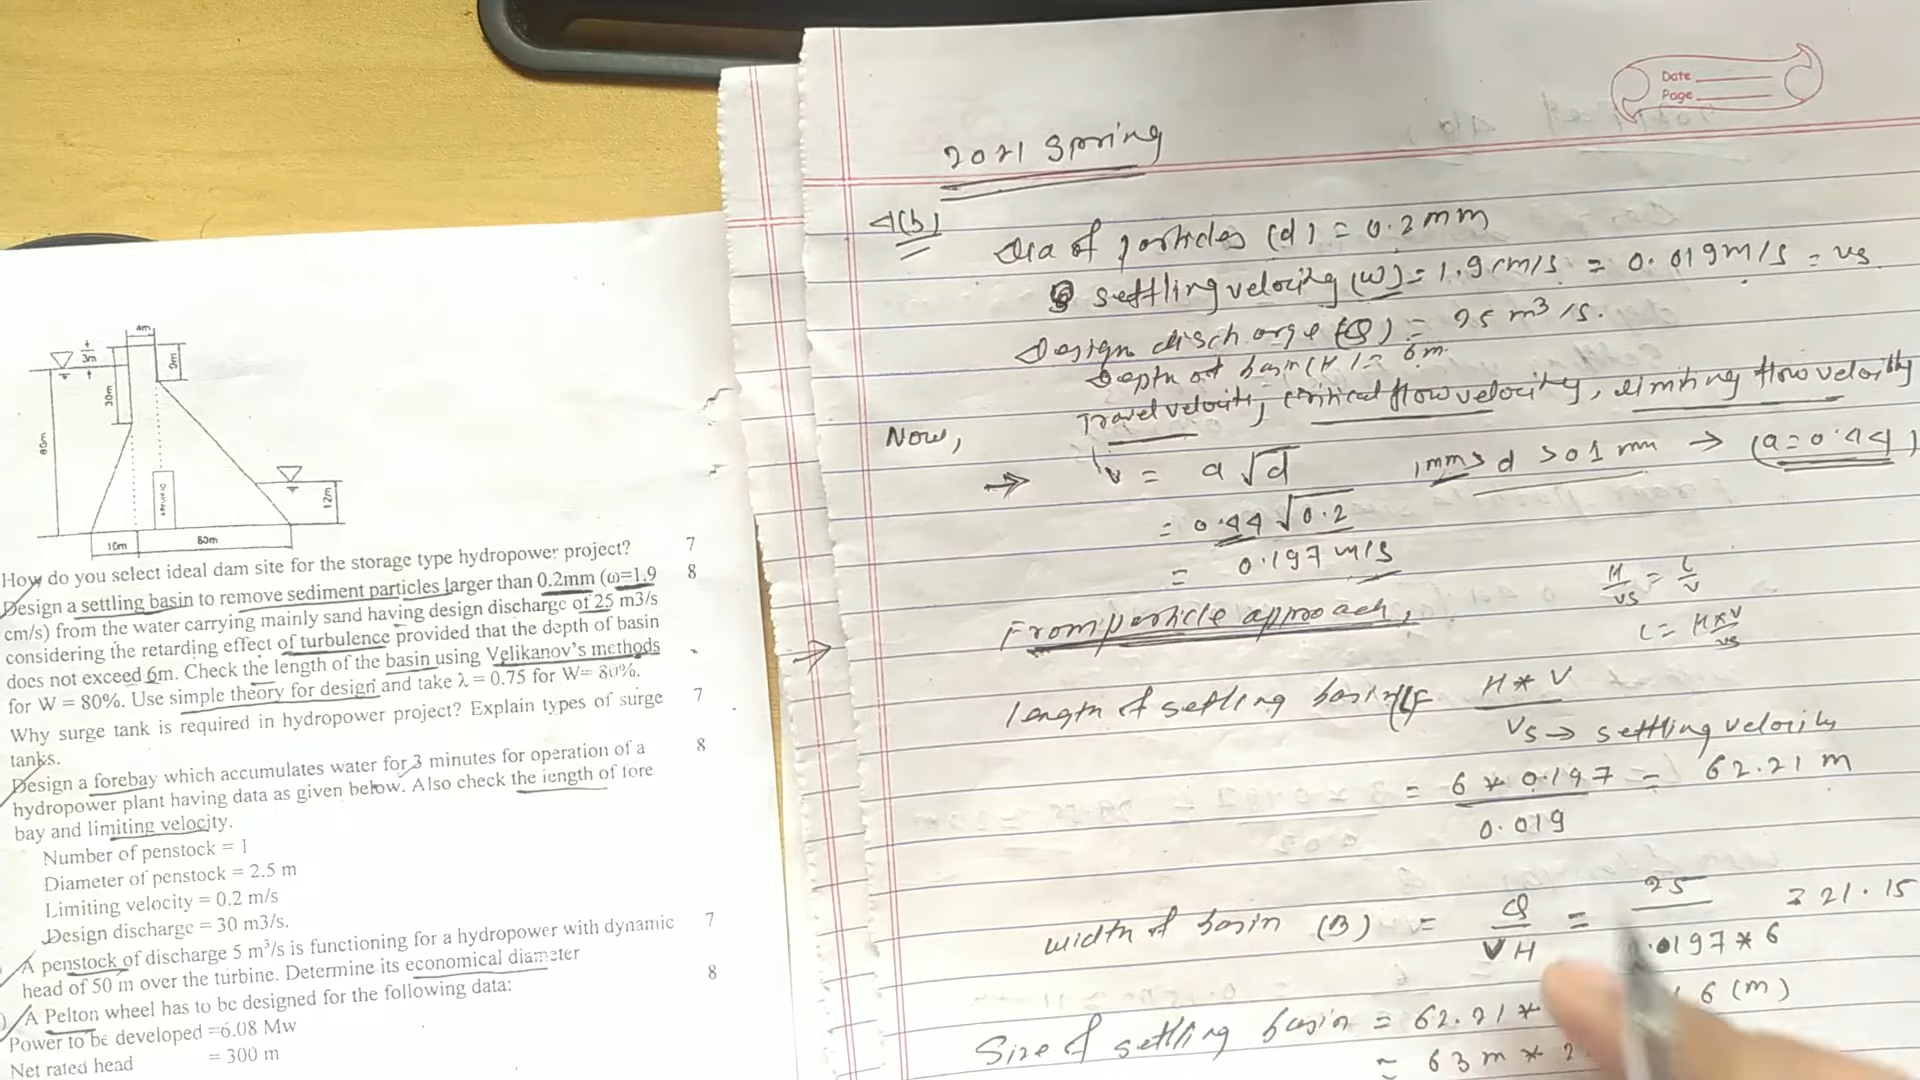 4m
3m
9m
30m
80m
12m
Drainage
10m
80m
How do you select ideal dam site for the storage type hydropower project? 7
Design a settling basin to remove sediment particles larger than 0.2mm (ω=1.9 8
cm/s) from the water carrying mainly sand having design discharge of 25 m3/s
considering the retarding effect of turbulence provided that the depth of basin
does not exceed 6m. Check the length of the basin using Velikanov's methods
for W = 80%. Use simple theory for design and take λ = 0.75 for W= 80%.
Why surge tank is required in hydropower project? Explain types of surge 7
tanks.
Design a forebay which accumulates water for 3 minutes for operation of a 8
hydropower plant having data as given below. Also check the length of fore
bay and limiting velocity.
Number of penstock = 1
Diameter of penstock = 2.5 m
Limiting velocity = 0.2 m/s
Design discharge = 30 m3/s.
A penstock of discharge 5 m³/s is functioning for a hydropower with dynamic 7
head of 50 m over the turbine. Determine its economical diameter
) A Pelton wheel has to be designed for the following data: 8
Power to be developed =6.08 Mw
Net rated head = 300 m
Date
Page
2021 Spring
4(b)
Dia of particles (d) = 0.2mm
settling velocity (ω) = 1.9 cm/s = 0.019m/s = vs
Design discharge (Q) = 25 m3/s.
Depth of basin (H) = 6m.
Now, Travel velocity, critical flow velocity, limiting flow velocity
→ v = a√d 1mm > d > 0.1 mm → (a=0.44)
= 0.44√0.2
= 0.197 m/s
H/vs = L/v
L = H*v/vs
→ From particle approach,
length of settling basin (L) = H * V
vs → settling velocity
= 6 * 0.197 = 62.21 m
0.019
width of basin (B) = Q/VH = 25 = 21.15
0.0197 * 6
Size of settling basin = 62.21 * 6 (m)
= 63 m * 2